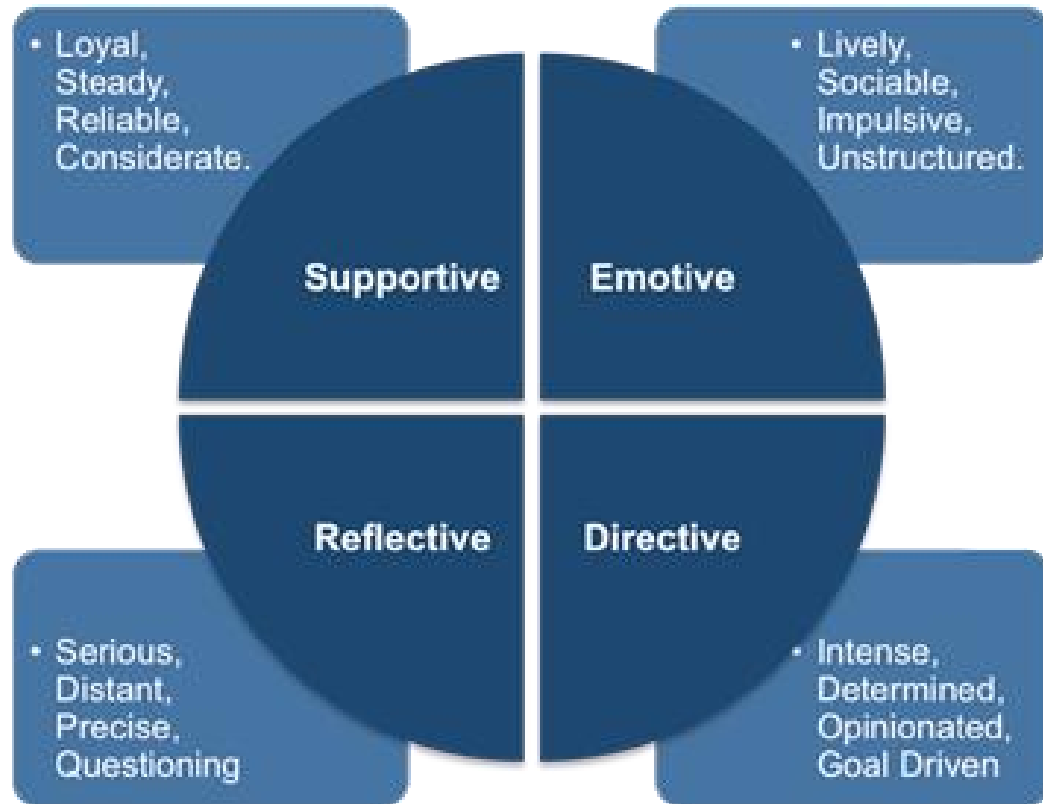 • Loyal,
Steady,
Reliable,
Considerate.
• Lively,
Sociable,
Impulsive,
Unstructured.
Supportive
Emotive
Reflective
Directive
• Serious,
Distant,
Precise,
Questioning
• Intense,
Determined,
Opinionated,
Goal Driven